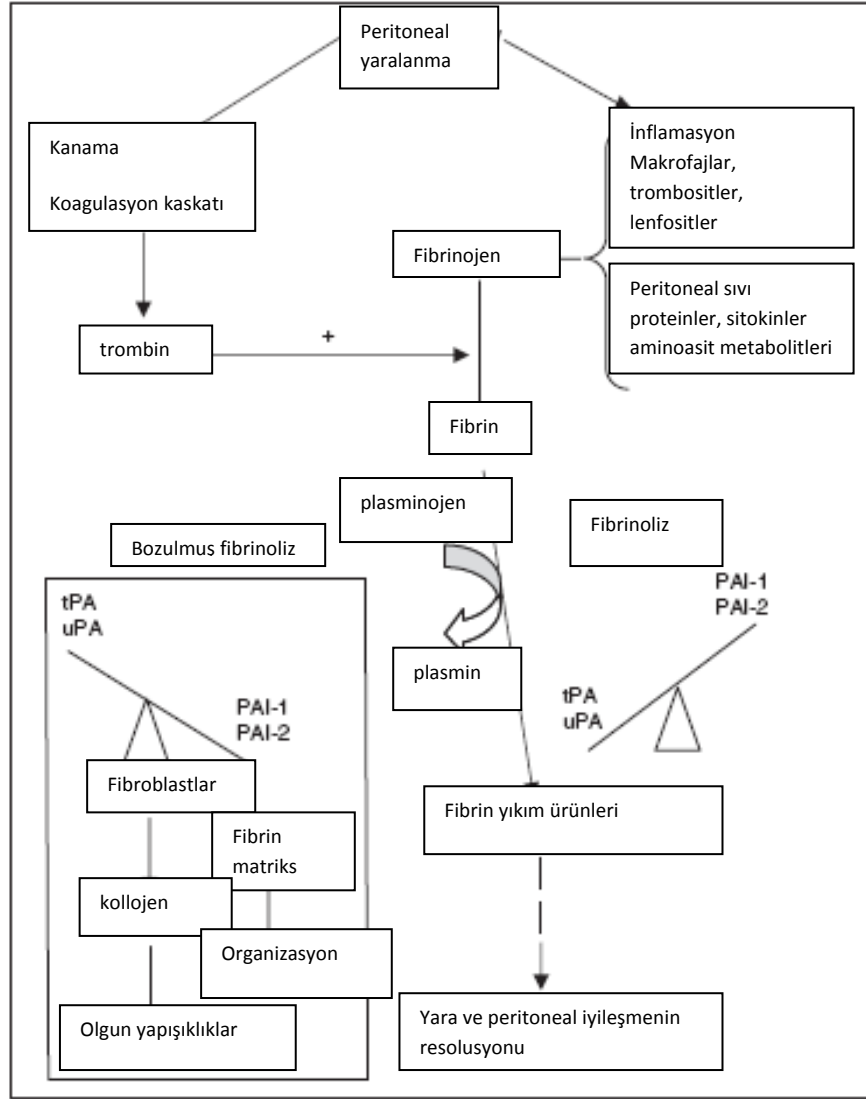 Peritoneal
yaralanma
Kanama
Koagulasyon kaskatı
İnflamasyon
Makrofajlar,
trombositler,
lenfositler
Fibrinojen
Peritoneal sıvı
proteinler, sitokinler
aminoasit metabolitleri
trombin
+
Fibrin
plasminojen
Fibrinoliz
Bozulmus fibrinoliz
PAI-1
PAI-2
tPA
uPA
plasmin
tPA
uPA
PAI-1
PAI-2
Fibroblastlar
Fibrin yıkım ürünleri
Fibrin
matriks
kollojen
Organizasyon
Olgun yapışıklıklar
Yara ve peritoneal iyileşmenin
resolusyonu